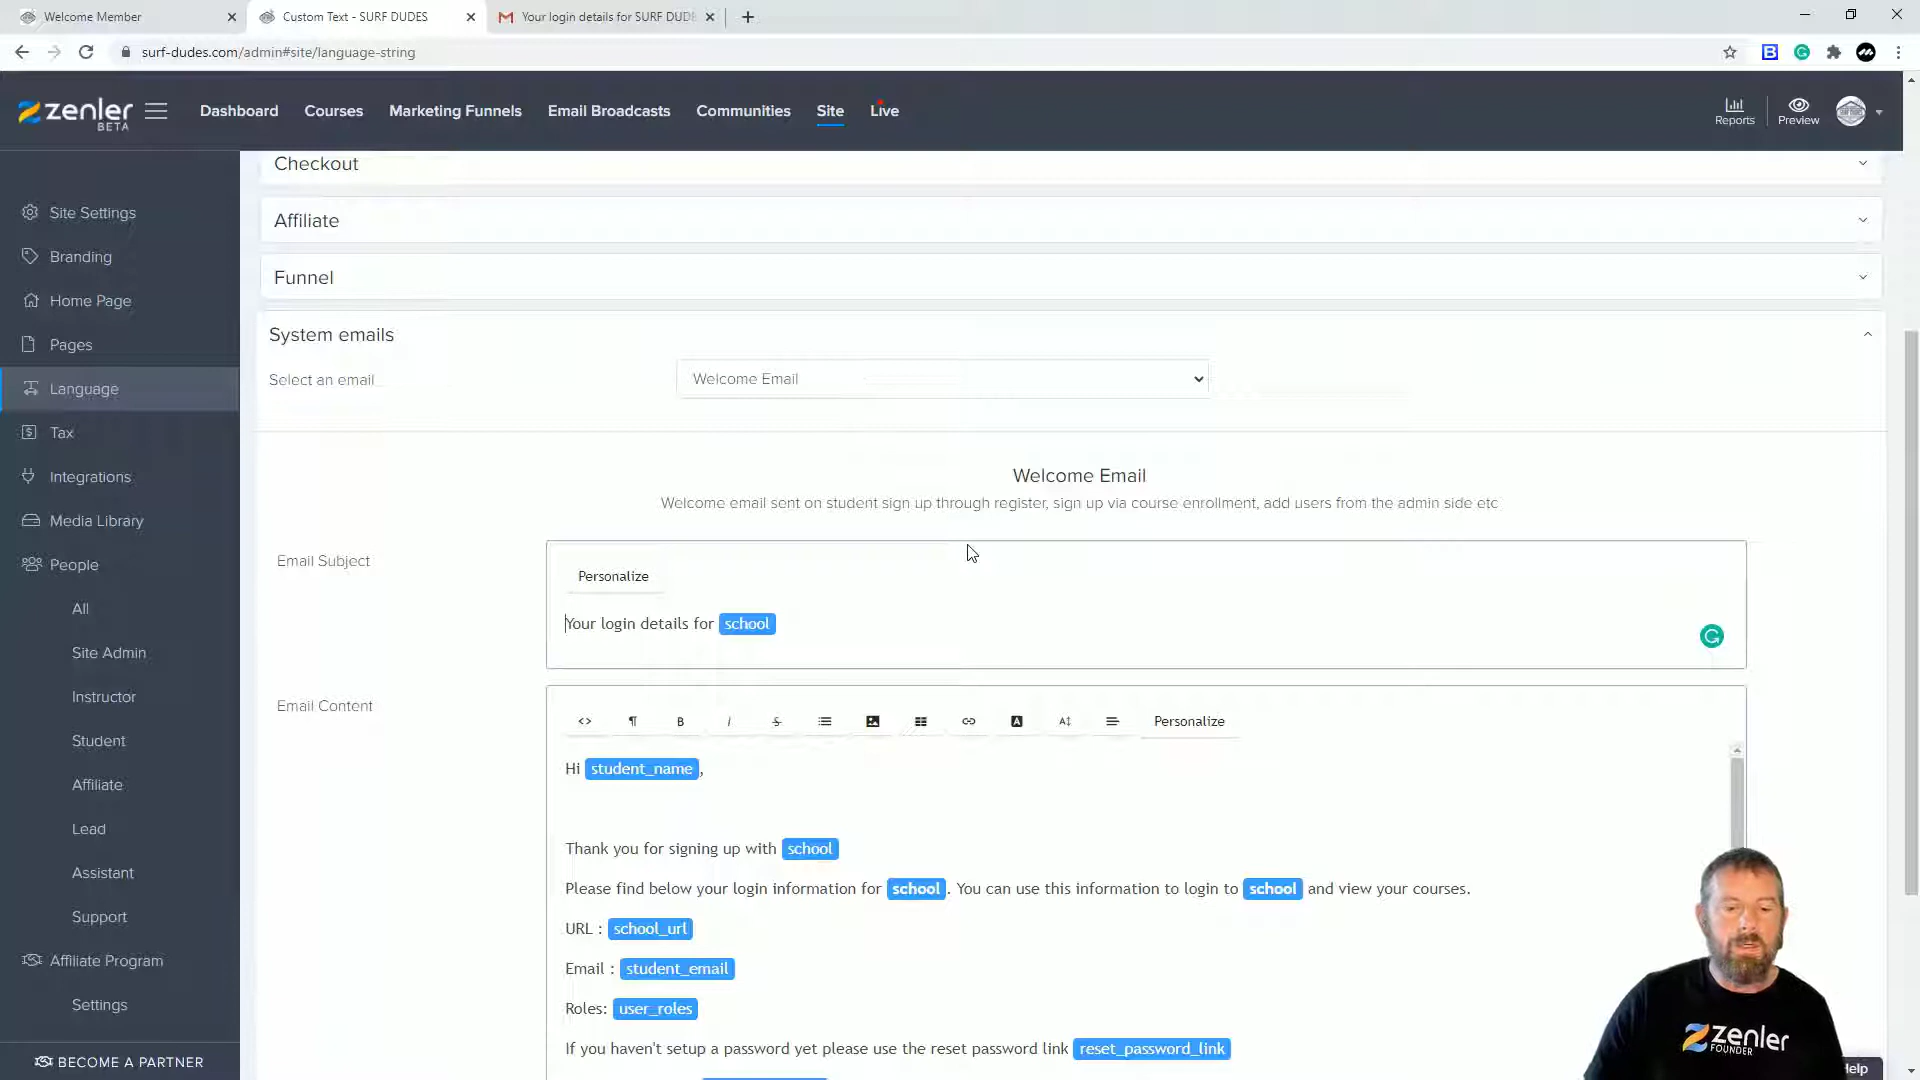 Welcome Member
Custom Text - SURF DUDES
Your login details for SURF DUD
surf-dudes.com/admin#site/language-string
zenler
BETA
Dashboard
Courses
Marketing Funnels
Email Broadcasts
Communities
Site
Live
Reports
Preview
Site Settings
Branding
Home Page
Pages
Language
Tax
Integrations
Media Library
People
All
Site Admin
Instructor
Student
Affiliate
Lead
Assistant
Support
Affiliate Program
Settings
BECOME A PARTNER
Checkout
Affiliate
Funnel
System emails
Select an email
Welcome Email
Welcome Email
Welcome email sent on student sign up through register, sign up via course enrollment, add users from the admin side etc
Email Subject
Personalize
Your login details for school
Email Content
Personalize
Hi student_name,
Thank you for signing up with school
Please find below your login information for school. You can use this information to login to school and view your courses.
URL : school_url
Email : student_email
Roles: user_roles
If you haven't setup a password yet please use the reset password link reset_password_link
zenler
FOUNDER
elp